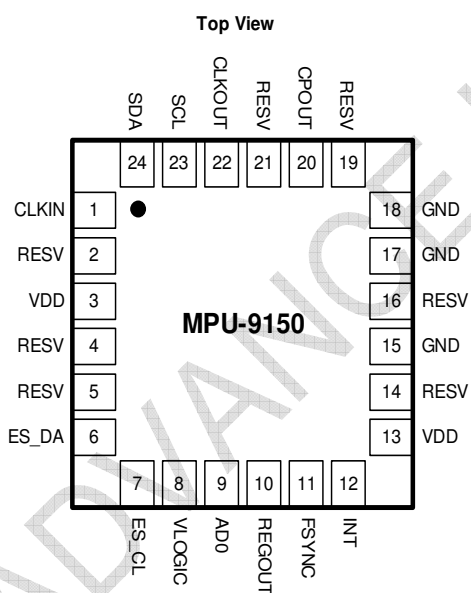 Top View
SDA
SCL
CLKOUT
RESV
CPOUT
RESV
24 23 22 21 20 19
CLKIN 1
RESV 2
VDD 3
RESV 4
RESV 5
ES_DA 6
MPU-9150
18 GND
17 GND
16 RESV
15 GND
14 RESV
13 VDD
7 8 9 10 11 12
ES_CL
VLOGIC
AD0
REGOUT
FSYNC
INT
ADVANCE